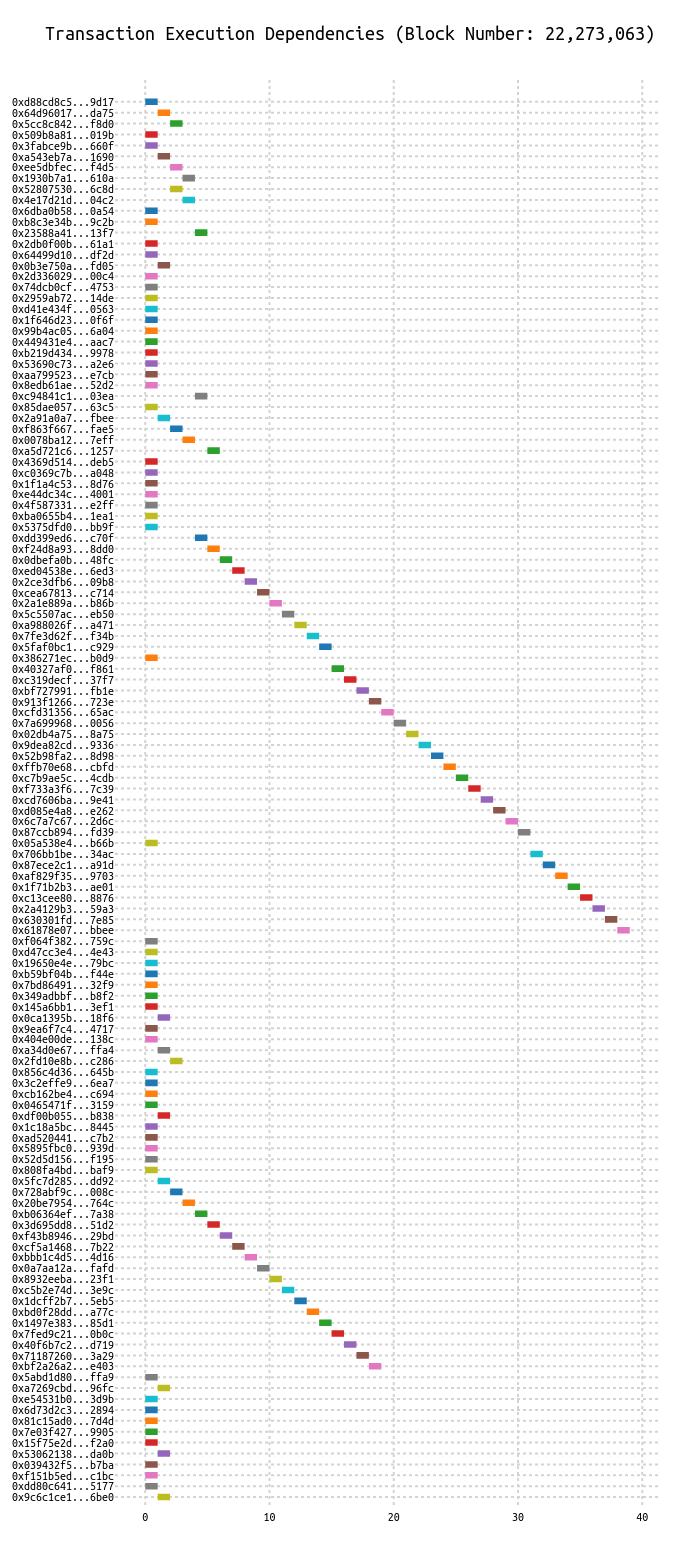 Transaction Execution Dependencies (Block Number: 22,273,063)
0xd88cd8c5...9d17
0x64d96017...da75
0x5cc8c842...f8d0
0x509b8a81...019b
0x3fabce9b...660f
0xa543eb7a...1690
0xee5dbfec...f4d5
0x1930b7a1...610a
0x52807530...6c8d
0x4e17d21d...04c2
0x6dba0b58...0a54
0xb8c3e34b...9c2b
0x23588a41...13f7
0x2db0f00b...61a1
0x64499d10...df2d
0x0b3e750a...fd05
0x2d336029...00c4
0x74dcb0cf...4753
0x2959ab72...14de
0xd41e434f...0563
0x1f646d23...0f6f
0x99b4ac05...6a04
0x449431e4...aac7
0xb219d434...9978
0x53690c73...a2e6
0xaa799523...e7cb
0x8edb61ae...52d2
0xc94841c1...03ea
0x85dae057...63c5
0x2a91a0a7...fbee
0xf863f667...fae5
0x0078ba12...7eff
0xa5d721c6...1257
0x4369d514...deb5
0xc0369c7b...a048
0x1f1a4c53...8d76
0xe44dc34c...4001
0x4f587331...e2ff
0xba0655b4...1ea1
0x5375dfd0...bb9f
0xdd399ed6...c70f
0xf24d8a93...8dd0
0x0dbefa0b...48fc
0xed04538e...6ed3
0x2ce3dfb6...09b8
0xcea67813...c714
0x2a1e889a...b86b
0x5c5507ac...eb50
0xa988026f...a471
0x7fe3d62f...f34b
0x5faf0bc1...c929
0x386271ec...b0d9
0x40327af0...f861
0xc319decf...37f7
0xbf727991...fb1e
0x913f1266...723e
0xcfd31356...65ac
0x7a699968...0056
0x02db4a75...8a75
0x9dea82cd...9336
0x52b98fa2...8d98
0xffb70e68...cbfd
0xc7b9ae5c...4cdb
0xf733a3f6...7c39
0xcd7606ba...9e41
0xd085e4a8...e262
0x6c7a7c67...2d6c
0x87ccb894...fd39
0x05a538e4...b66b
0x706bb1be...34ac
0x87ece2c1...a91d
0xaf829f35...9703
0x1f71b2b3...ae01
0xc13cee80...8876
0x2a4129b3...59a3
0x630301fd...7e85
0x61878e07...bbee
0xf064f382...759c
0xd47cc3e4...4e43
0x19650e4e...79bc
0xb59bf04b...f44e
0x7bd86491...32f9
0x349adbbf...b8f2
0x145a6bb1...3ef1
0x0ca1395b...18f6
0x9ea6f7c4...4717
0x404e00de...138c
0xa34d0e67...ffa4
0x2fd10e8b...c286
0x856c4d36...645b
0x3c2effe9...6ea7
0xcb162be4...c694
0x0465471f...3159
0xdf00b055...b838
0x1c18a5bc...8445
0xad520441...c7b2
0x5895fbc0...939d
0x52d5d156...f195
0x808fa4bd...baf9
0x5fc7d285...dd92
0x728abf9c...008c
0x20be7954...764c
0xb06364ef...7a38
0x3d695dd8...51d2
0xf43b8946...29bd
0xcf5a1468...7b22
0xbbb1c4d5...4d16
0x0a7aa12a...fafd
0x8932eeba...23f1
0xc5b2e74d...3e9c
0x1dcff2b7...5eb5
0xbd0f28dd...a77c
0x1497e383...85d1
0x7fed9c21...0b0c
0x40f6b7c2...d719
0x71187260...3a29
0xbf2a26a2...e403
0x5abd1d80...ffa9
0xa7269cbd...96fc
0xe54531b0...3d9b
0x6d73d2c3...2894
0x81c15ad0...7d4d
0x7e03f427...9905
0x15f75e2d...f2a0
0x53062138...da0b
0x039432f5...b7ba
0xf151b5ed...c1bc
0xdd80c641...5177
0x9c6c1ce1...6be0
0 10 20 30 40